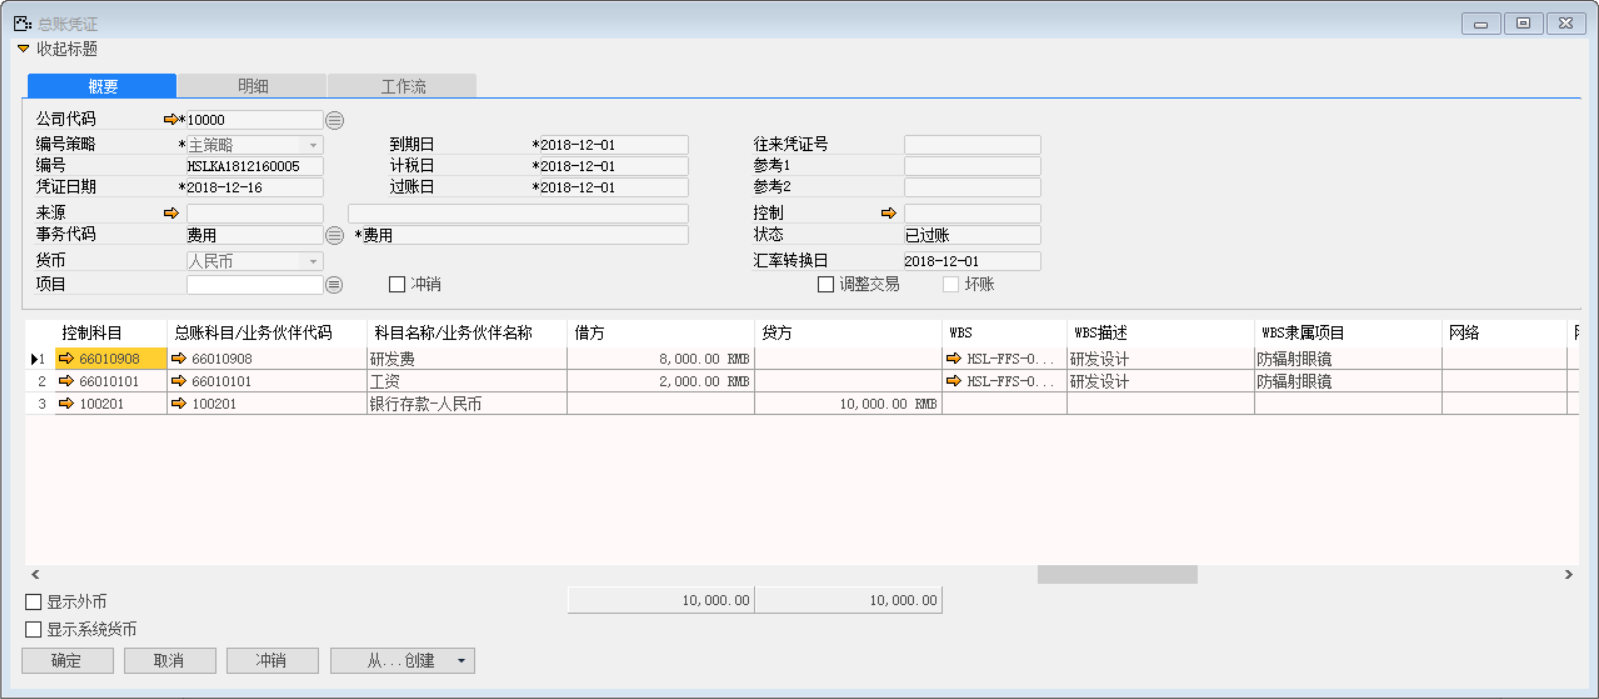 总账凭证
收起标题
概要 明细 工作流
公司代码 *10000
编号策略 *主策略 到期日 *2018-12-01 往来凭证号
编号 HSLKA1812160005 计税日 *2018-12-01 参考1
凭证日期 *2018-12-16 过账日 *2018-12-01 参考2
来源 控制
事务代码 费用 *费用 状态 已过账
货币 人民币 汇率转换日 2018-12-01
项目 冲销 调整交易 坏账
控制科目 总账科目/业务伙伴代码 科目名称/业务伙伴名称 借方 贷方 WBS WBS描述 WBS隶属项目 网络
1 66010908 66010908 研发费 8,000.00 RMB HSL-FFS-0... 研发设计 防辐射眼镜
2 66010101 66010101 工资 2,000.00 RMB HSL-FFS-0... 研发设计 防辐射眼镜
3 100201 100201 银行存款-人民币 10,000.00 RMB
显示外币 10,000.00 10,000.00
显示系统货币
确定 取消 冲销 从...创建